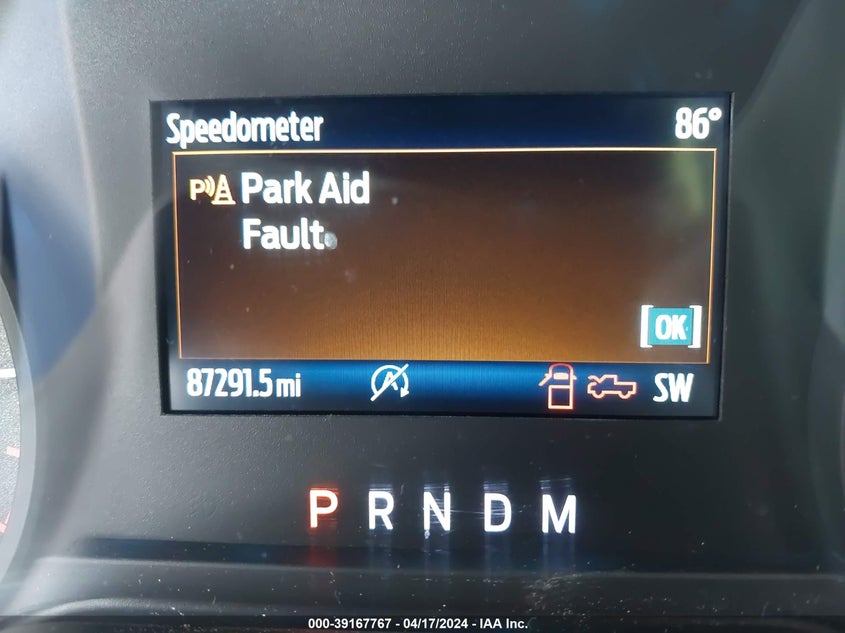 Speedometer 86°
P Park Aid
Fault
[OK]
87291.5 mi A SW
P R N D M
000-39167767 - 04/17/2024 - IAA Inc.